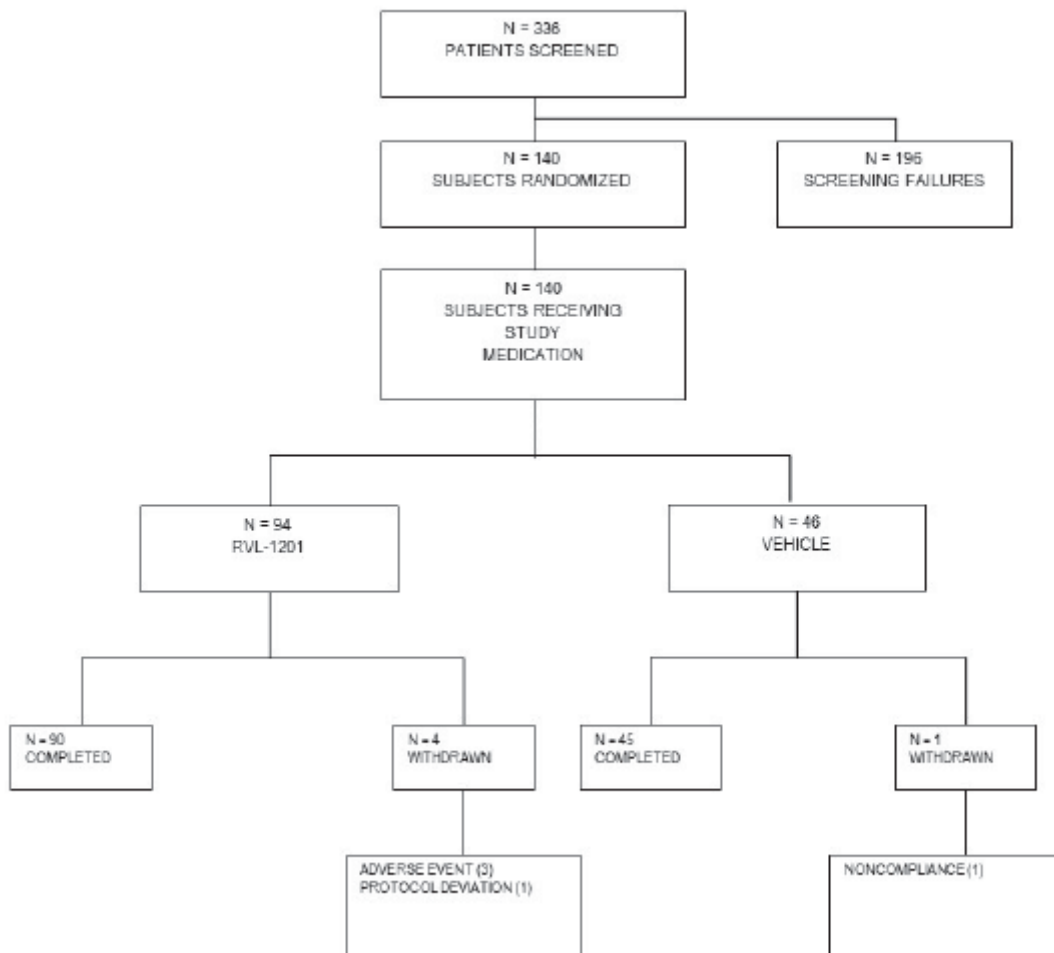 N = 336
PATIENTS SCREENED
N = 140
SUBJECTS RANDOMIZED
N = 196
SCREENING FAILURES
N = 140
SUBJECTS RECEIVING
STUDY
MEDICATION
N = 94
RVL-1201
N = 46
VEHICLE
N = 90
COMPLETED
N = 4
WITHDRAWN
N = 45
COMPLETED
N = 1
WITHDRAWN
ADVERSE EVENT (3)
PROTOCOL DEVIATION (1)
NONCOMPLIANCE (1)